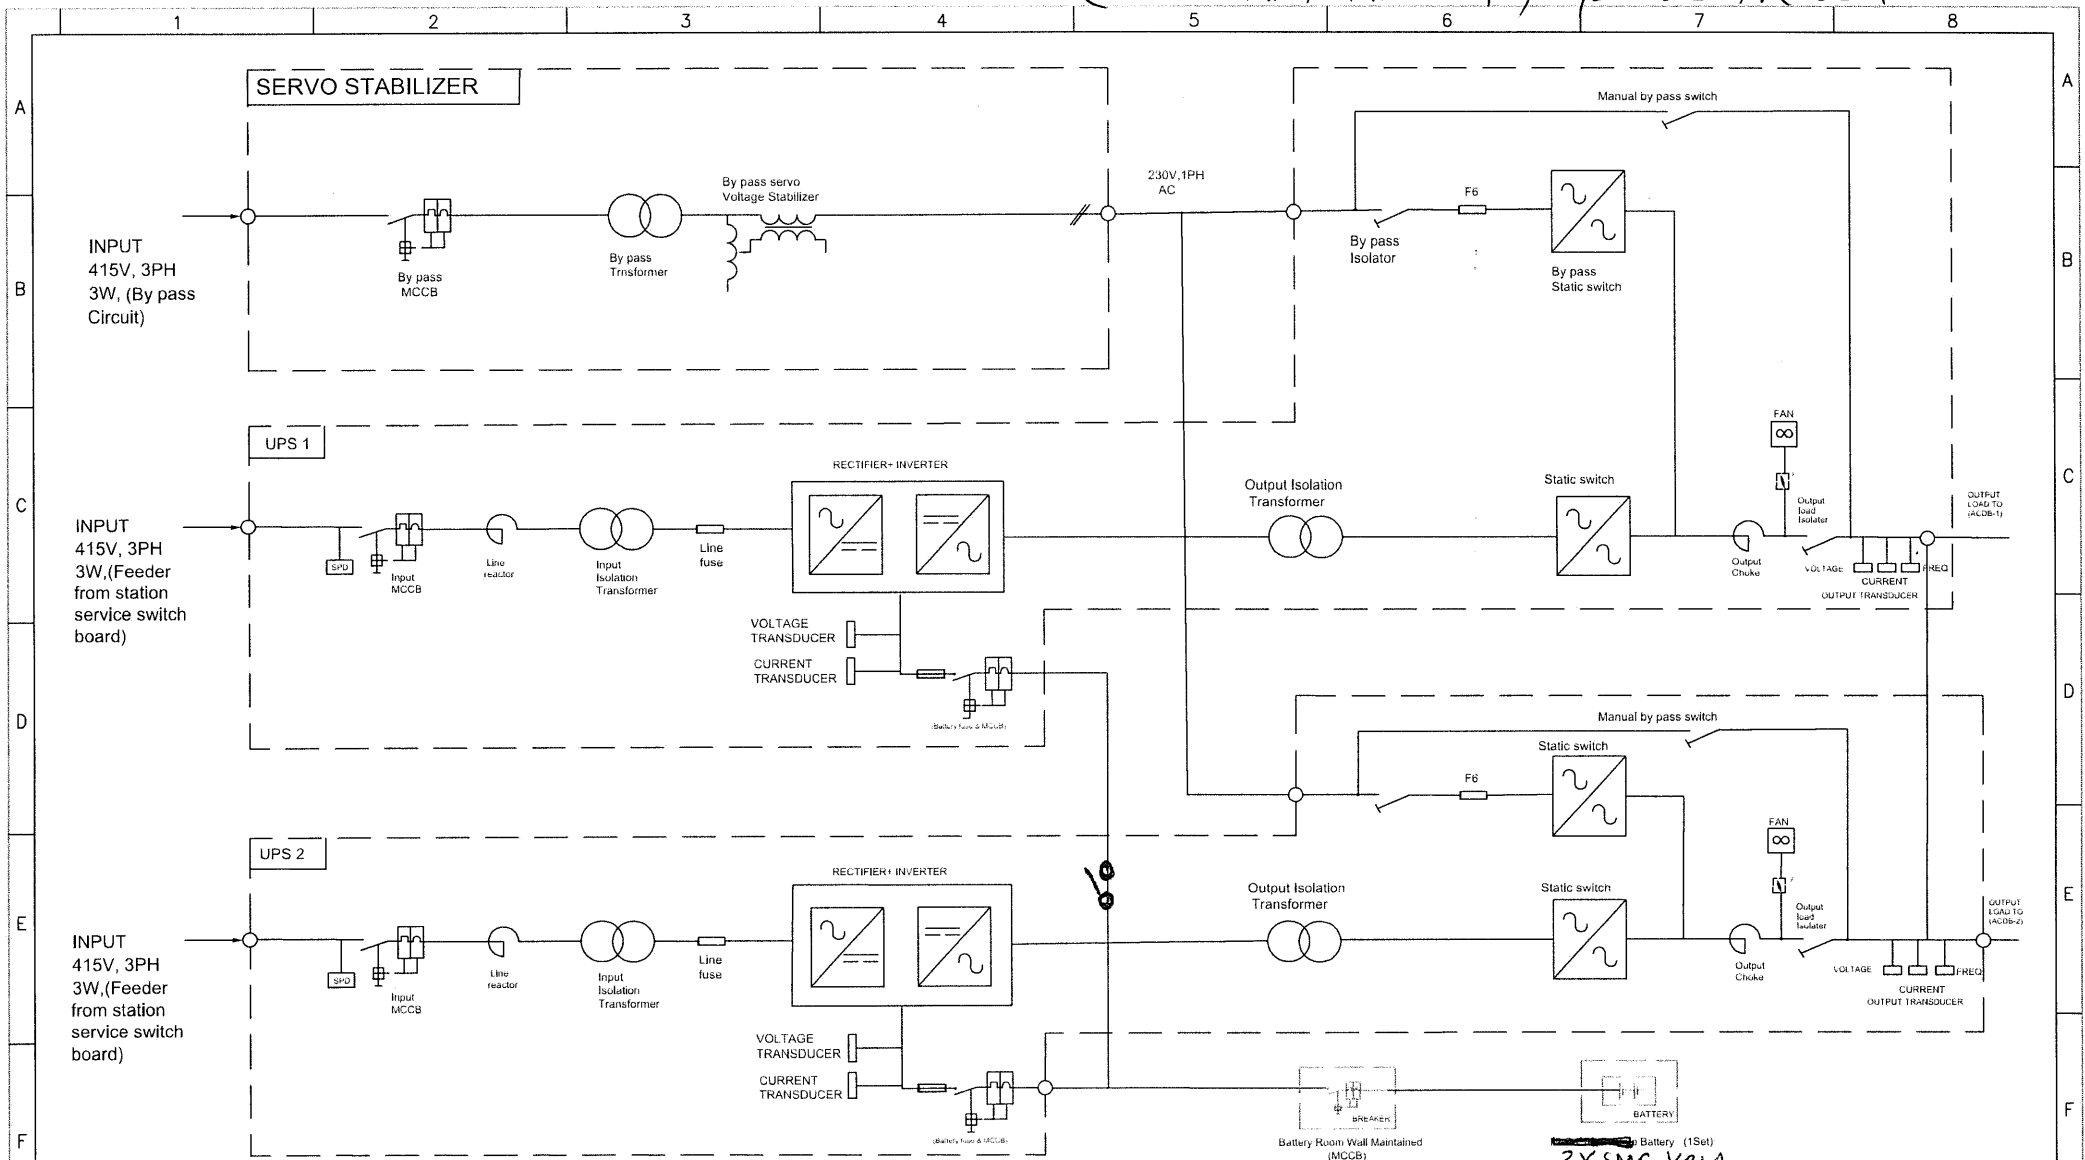 1 2 3 4 5 6 7 8
A A
SERVO STABILIZER
Manual by pass switch
230V,1PH
AC
By pass servo
Voltage Stabilizer
F6
INPUT
415V, 3PH
3W, (By pass
Circuit)
By pass
MCCB
By pass
Trnsformer
By pass
Isolator
By pass
Static switch
B B
UPS 1
FAN
RECTIFIER+ INVERTER
Output Isolation
Transformer
Static switch
Output
load
Isolater
OUTPUT
LOAD TO
(ACDB-1)
C C
INPUT
415V, 3PH
3W,(Feeder
from station
service switch
board)
SPD
Input
MCCB
Line
reactor
Input
Isolation
Transformer
Line
fuse
Output
Choke
VOLTAGE
FREQ
CURRENT
OUTPUT TRANSDUCER
VOLTAGE
TRANSDUCER
CURRENT
TRANSDUCER
(Battery fuse & MCCB)
D D
Manual by pass switch
Static switch
F6
UPS 2
FAN
RECTIFIER+ INVERTER
Output Isolation
Transformer
Static switch
Output
load
Isolater
OUTPUT
LOAD TO
(ACDB-2)
E E
INPUT
415V, 3PH
3W,(Feeder
from station
service switch
board)
SPD
Input
MCCB
Line
reactor
Input
Isolation
Transformer
Line
fuse
Output
Choke
VOLTAGE
FREQ
CURRENT
OUTPUT TRANSDUCER
VOLTAGE
TRANSDUCER
CURRENT
TRANSDUCER
(Battery fuse & MCCB)
BREAKER
BATTERY
F F
Battery Room Wall Maintained
(MCCB)
Battery (1Set)